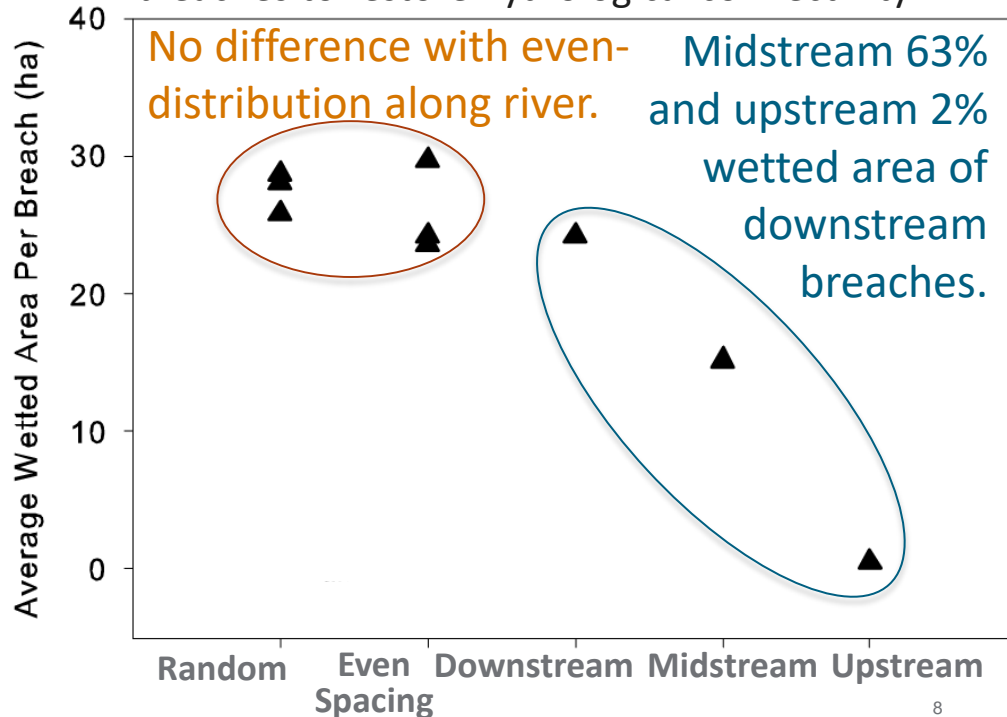 40
30
20
10
0
Average Wetted Area Per Breach (ha)
No difference with even-
distribution along river.
Midstream 63%
and upstream 2%
wetted area of
downstream
breaches.
Random
Even
Spacing
Downstream
Midstream
Upstream
8